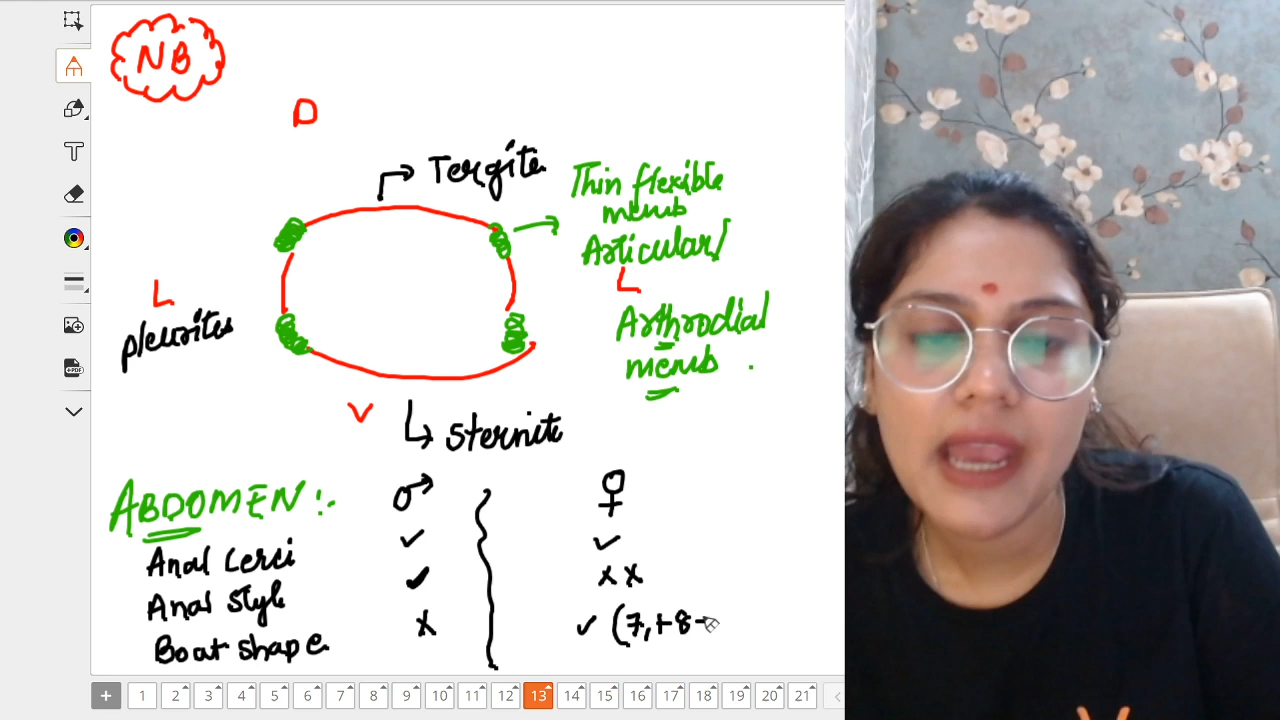 NB
D
Tergite
Thin flexible
memb
Articular/
L
Arthrodial
memb.
L
pleurites
V
Sternite
ABDOMEN:-
♂ ♀
Anal Cerci ✓ ✓
Anal Style ✓ x x
Boat shape x ✓ (7,+8-
1 2 3 4 5 6 7 8 9 10 11 12 13 14 15 16 17 18 19 20 21